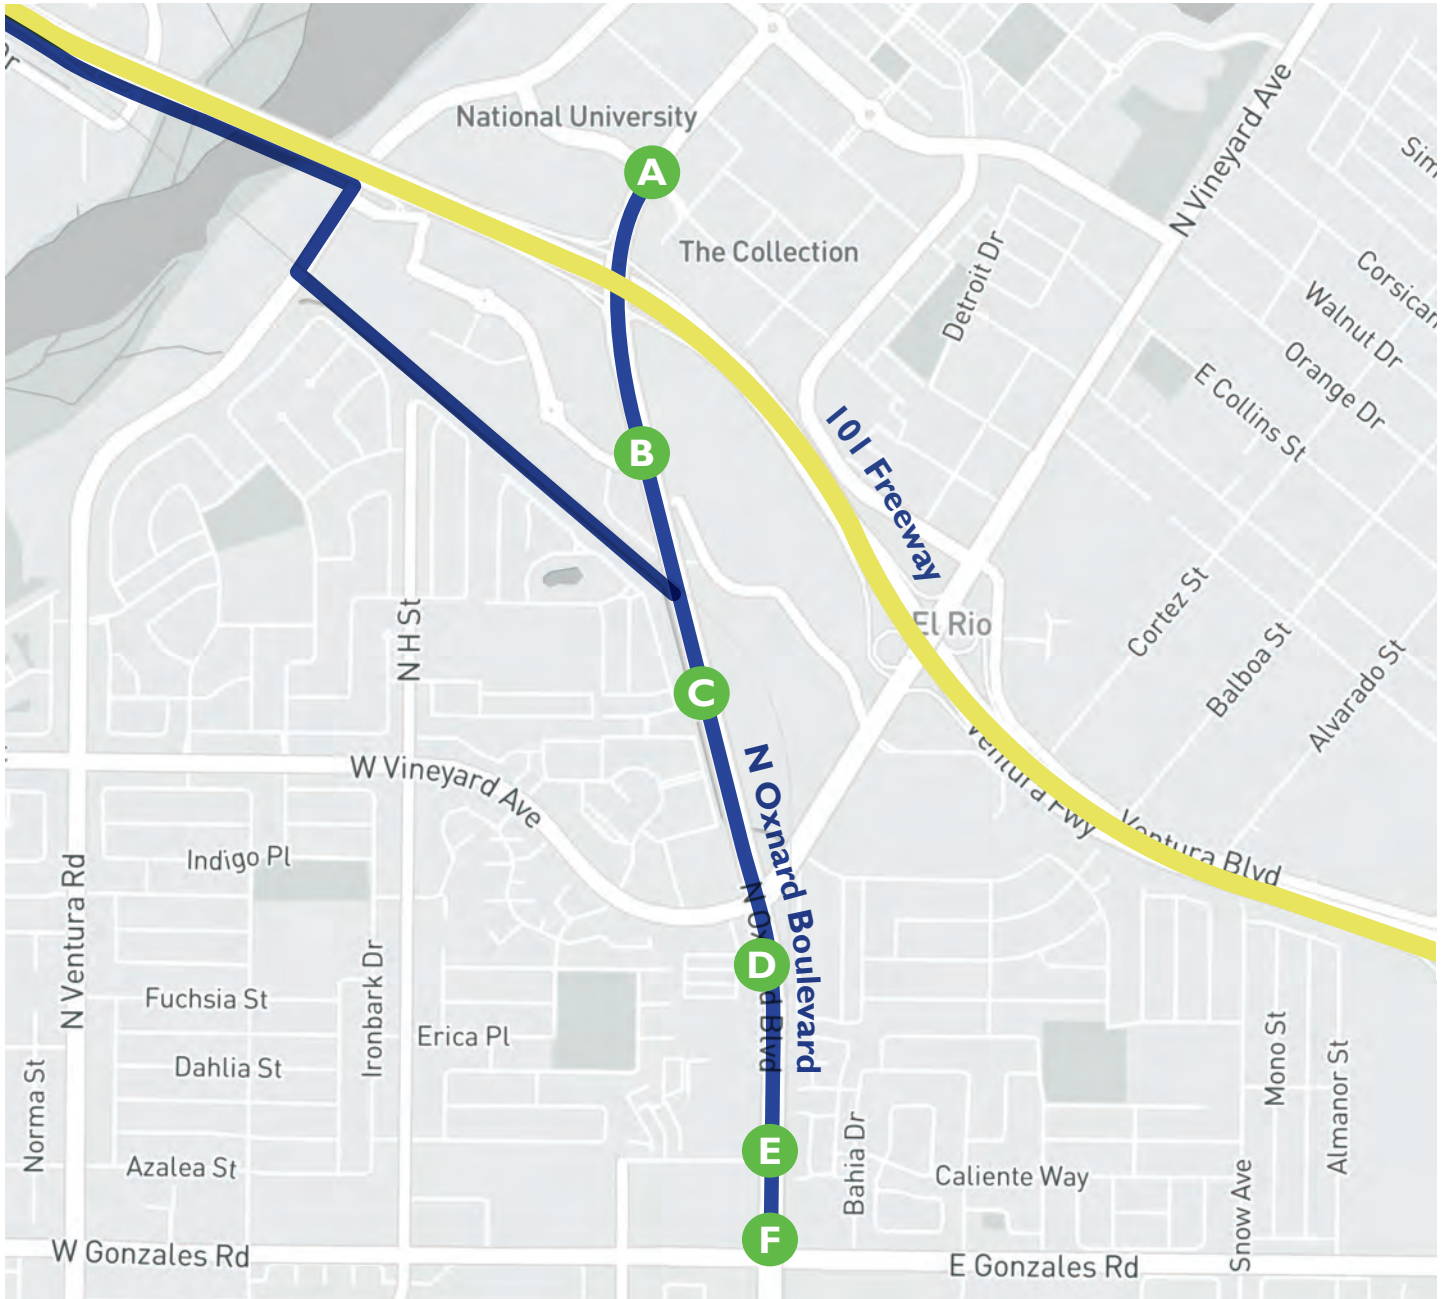 Dr
National University
A
The Collection
N Vineyard Ave
Sim
Corsican
Walnut Dr
Orange Dr
E Collins St
Detroit Dr
B
101 Freeway
El Rio
Cortez St
Balboa St
Alvarado St
N H St
C
W Vineyard Ave
N Oxnard Boulevard
Ventura Fwy
Ventura Blvd
Indigo Pl
N Ventura Rd
D
Fuchsia St
Ironbark Dr
Erica Pl
Dahlia St
Norma St
Mono St
Almanor St
E
Bahia Dr
Azalea St
Caliente Way
Snow Ave
F
W Gonzales Rd
E Gonzales Rd